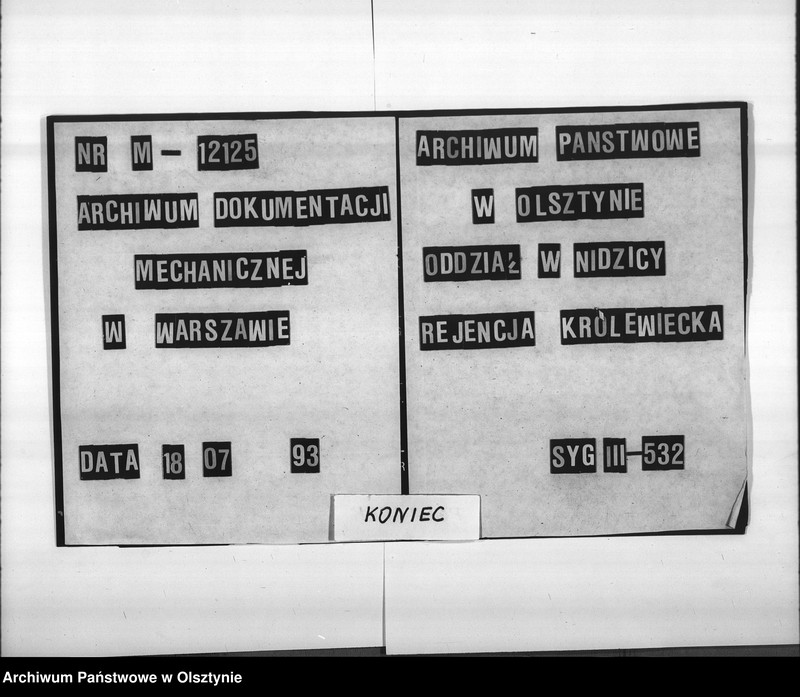 NR M — 12125
ARCHIWUM DOKUMENTACJI
MECHANICZNEJ
W WARSZAWIE
DATA 18 07 93
ARCHIWUM PANSTWOWE
W OLSZTYNIE
ODDZIAŁ W NIDZICY
REJENCJA KRÓLEWIECKA
SYG III—532
KONIEC
Archiwum Państwowe w Olsztynie